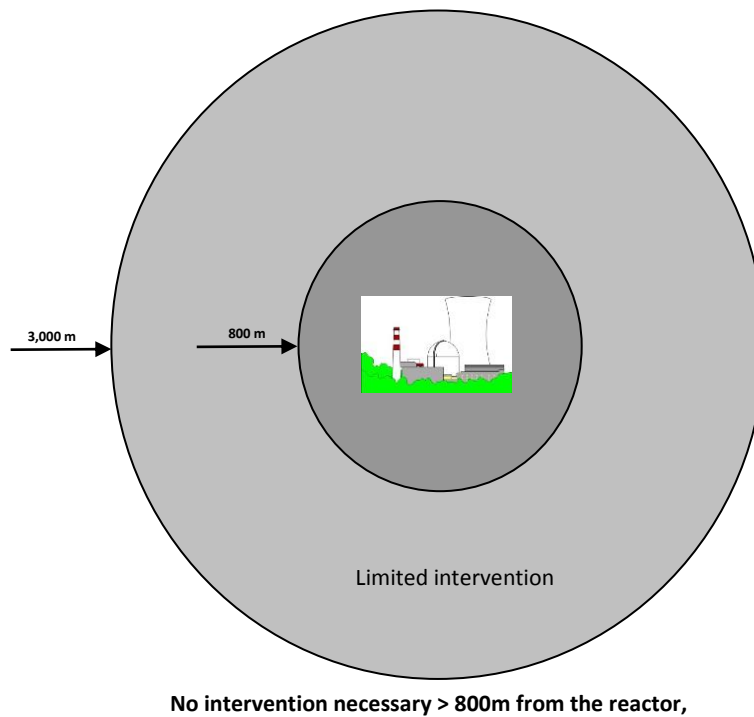 3,000 m
800 m
Limited intervention
No intervention necessary > 800m from the reactor,